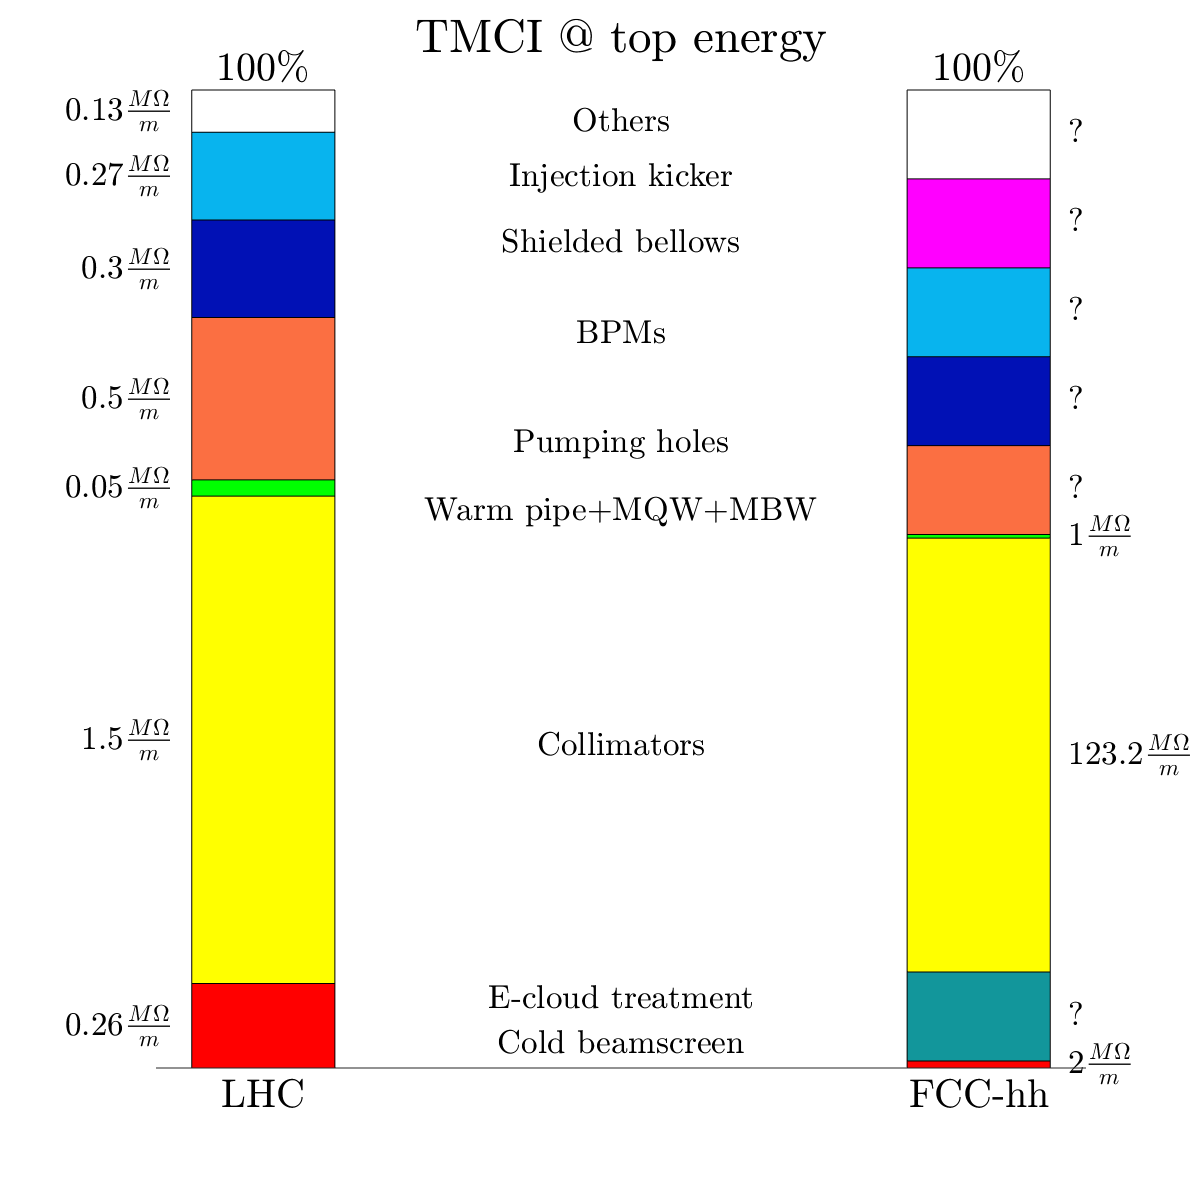 TMCI @ top energy
100%
100%
0.13 MΩ/m
Others
?
0.27 MΩ/m
Injection kicker
?
Shielded bellows
0.3 MΩ/m
?
BPMs
0.5 MΩ/m
?
Pumping holes
0.05 MΩ/m
?
Warm pipe+MQW+MBW
1 MΩ/m
1.5 MΩ/m
Collimators
123.2 MΩ/m
E-cloud treatment
?
0.26 MΩ/m
Cold beamscreen
2 MΩ/m
LHC
FCC-hh